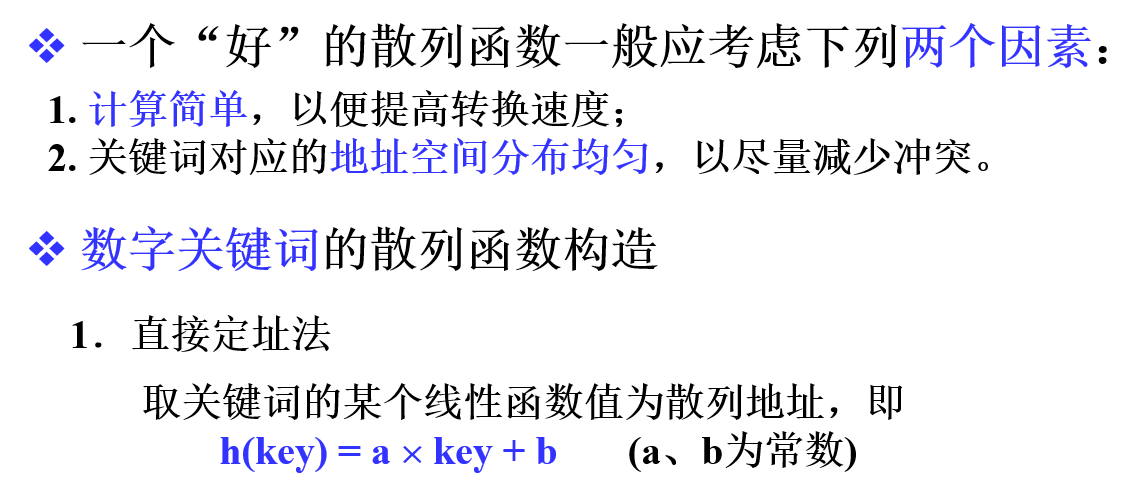 ❖ 一个“好”的散列函数一般应考虑下列两个因素：
1. 计算简单，以便提高转换速度；
2. 关键词对应的地址空间分布均匀，以尽量减少冲突。
❖ 数字关键词的散列函数构造
1. 直接定址法
取关键词的某个线性函数值为散列地址，即
h(key) = a × key + b (a、b为常数)